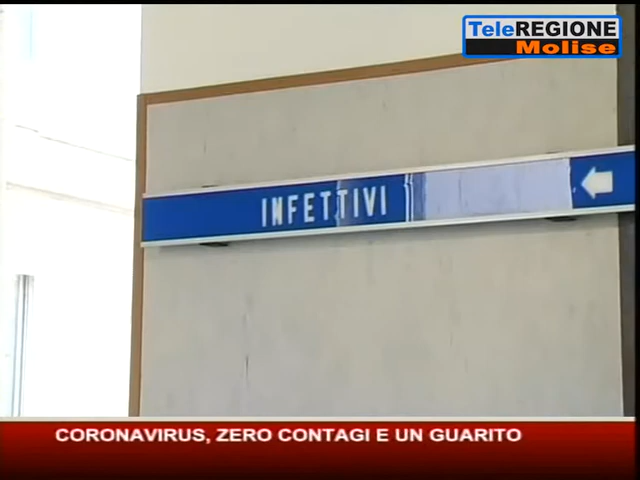 TeleREGIONE
Molise
INFETTIVI
CORONAVIRUS, ZERO CONTAGI E UN GUARITO